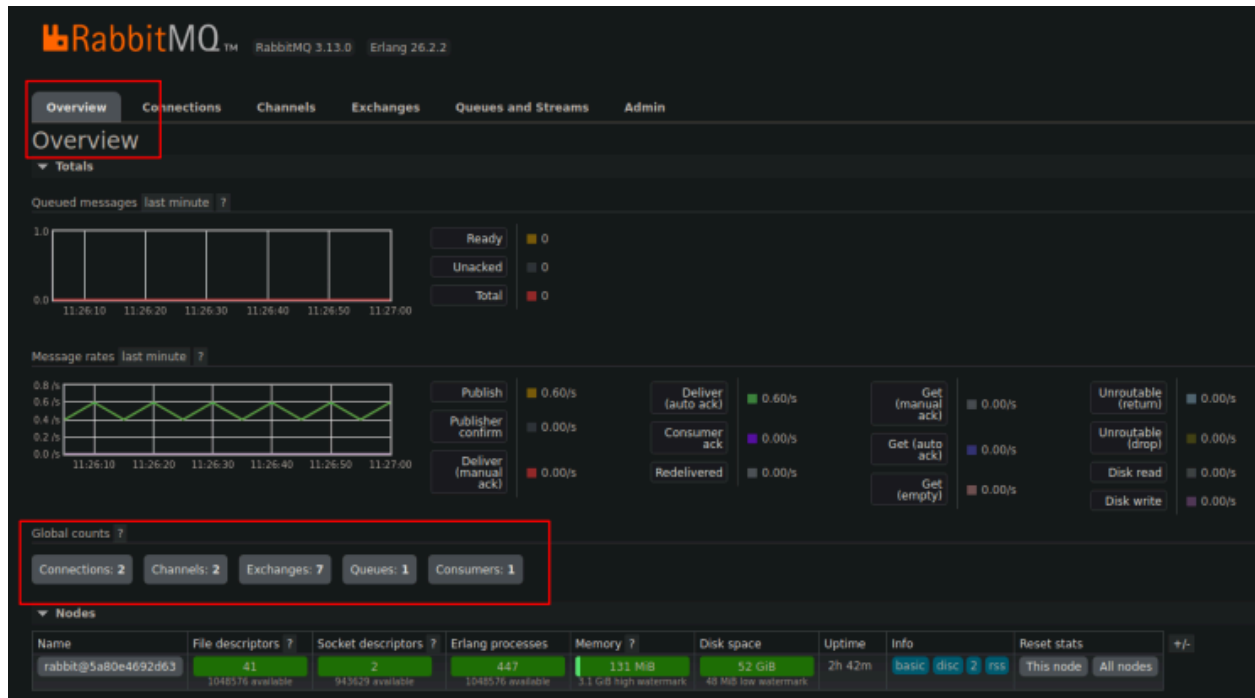 RabbitMQ TM RabbitMQ 3.13.0 Erlang 26.2.2
Overview Connections Channels Exchanges Queues and Streams Admin
Overview
Totals
Queued messages last minute ?
1.0
0.0
11:26:10 11:26:20 11:26:30 11:26:40 11:26:50 11:27:00
Ready 0
Unacked 0
Total 0
Message rates last minute ?
0.8 /s
0.6 /s
0.4 /s
0.2 /s
0.0 /s
11:26:10 11:26:20 11:26:30 11:26:40 11:26:50 11:27:00
Publish 0.60/s
Publisher
confirm 0.00/s
Deliver
(manual
ack) 0.00/s
Deliver
(auto ack) 0.60/s
Consumer
ack 0.00/s
Redelivered 0.00/s
Get
(manual
ack) 0.00/s
Get (auto
ack) 0.00/s
Get
(empty) 0.00/s
Unroutable
(return) 0.00/s
Unroutable
(drop) 0.00/s
Disk read 0.00/s
Disk write 0.00/s
Global counts ?
Connections: 2 Channels: 2 Exchanges: 7 Queues: 1 Consumers: 1
Nodes
Name File descriptors ? Socket descriptors ? Erlang processes Memory ? Disk space Uptime Info Reset stats +/-
rabbit@5a80e4692d63 41 2 447 131 MiB 52 GiB 2h 42m basic disc 2 rss This node All nodes
1048576 available 943629 available 1048576 available 3.1 GiB high watermark 48 MiB low watermark